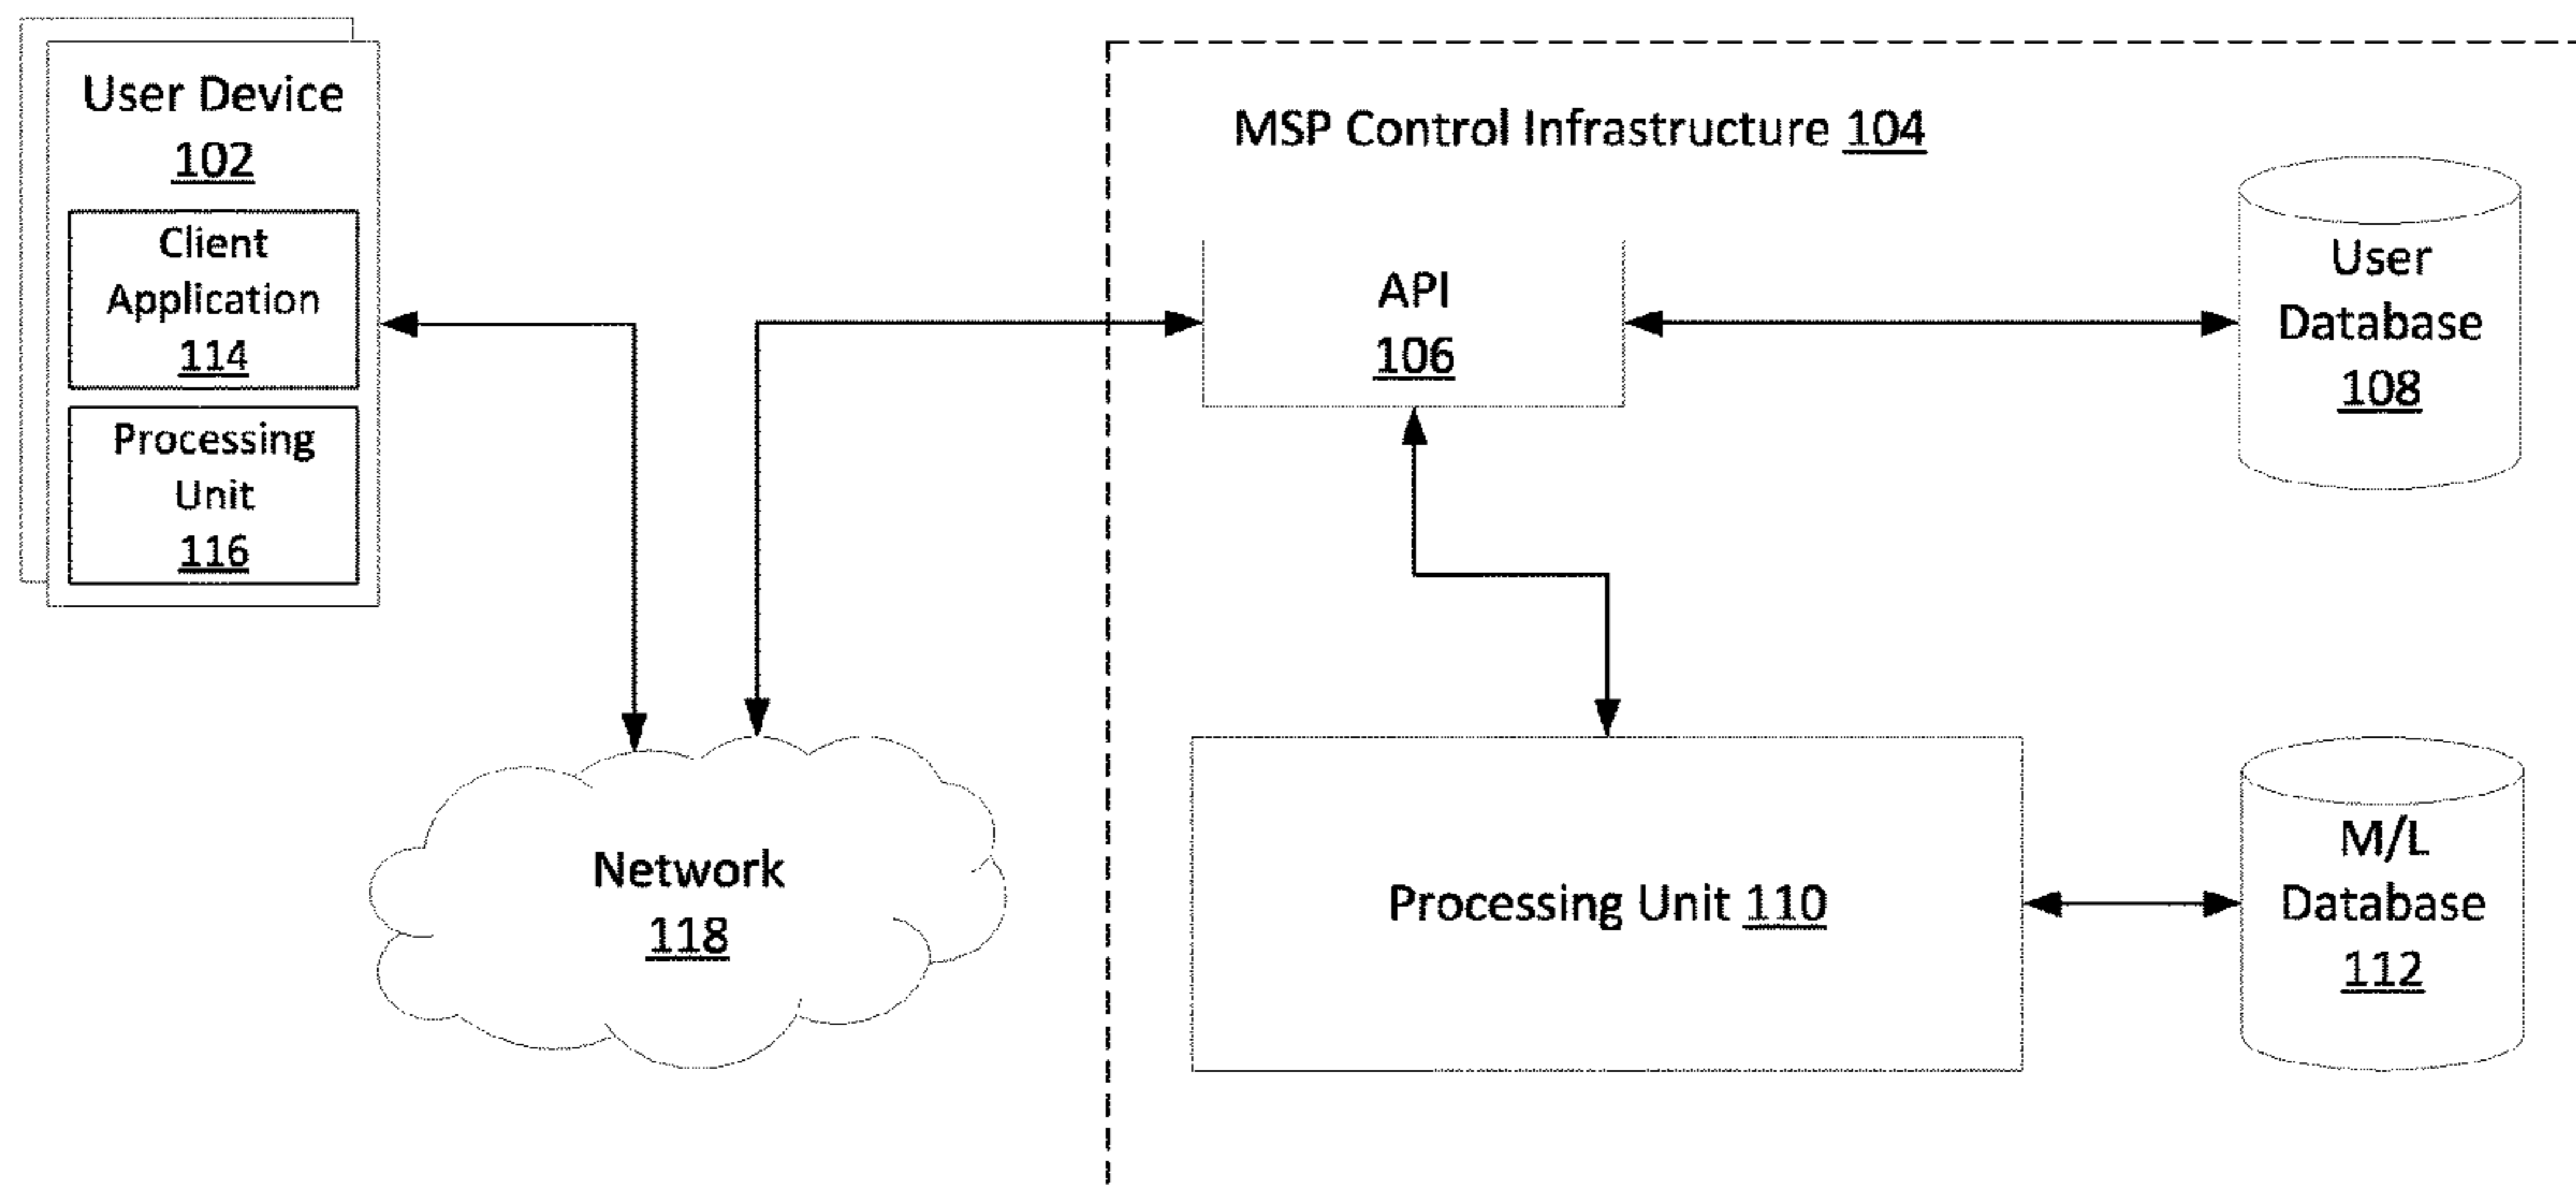 User Device
102
Client
Application
114
Processing
Unit
116
MSP Control Infrastructure 104
API
106
User
Database
108
Network
118
Processing Unit 110
M/L
Database
112